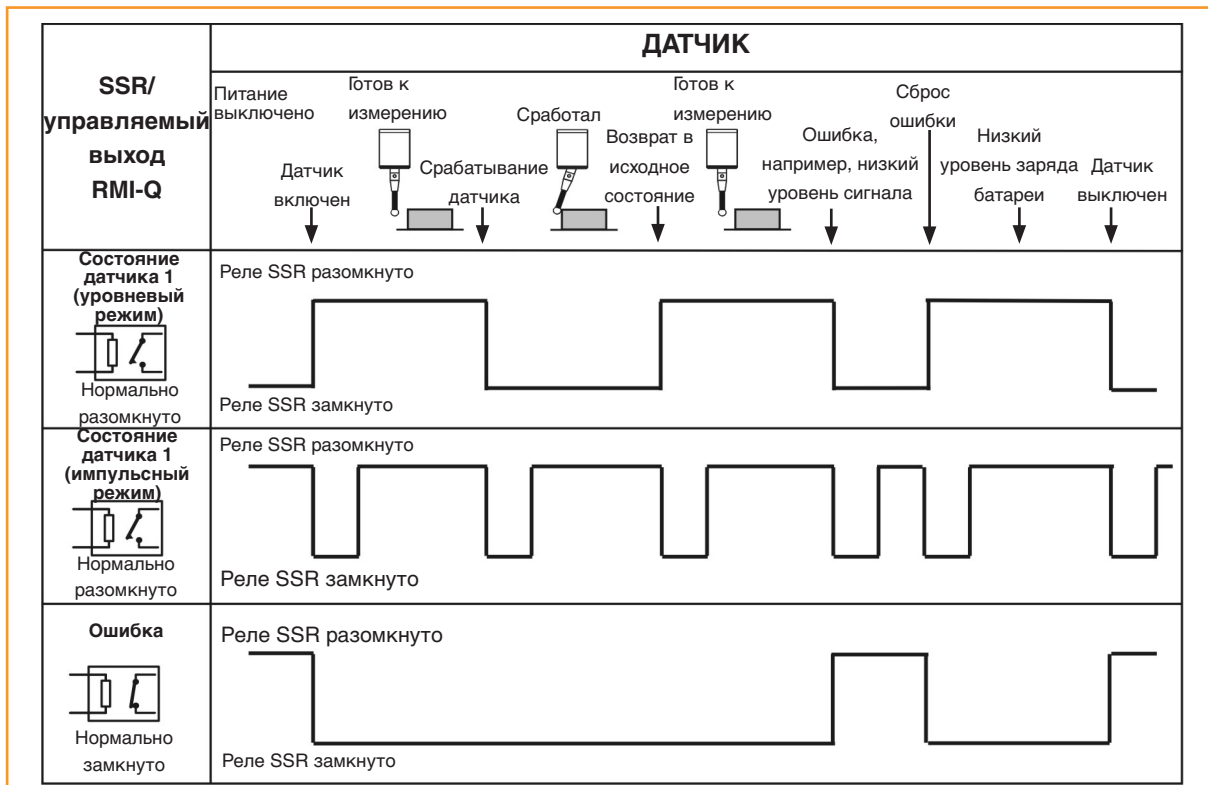 ДАТЧИК
SSR/
управляемый
выход
RMI-Q
Питание
выключено
Датчик
включен
Готов к
измерению
Срабатывание
датчика
Сработал
Возврат в
исходное
состояние
Готов к
измерению
Ошибка,
например, низкий
уровень сигнала
Сброс
ошибки
Низкий
уровень заряда
батареи
Датчик
выключен
Состояние
датчика 1
(уровневый
режим)
Нормально
разомкнуто
Реле SSR разомкнуто
Реле SSR замкнуто
Состояние
датчика 1
(импульсный
режим)
Нормально
разомкнуто
Реле SSR разомкнуто
Реле SSR замкнуто
Ошибка
Нормально
замкнуто
Реле SSR разомкнуто
Реле SSR замкнуто